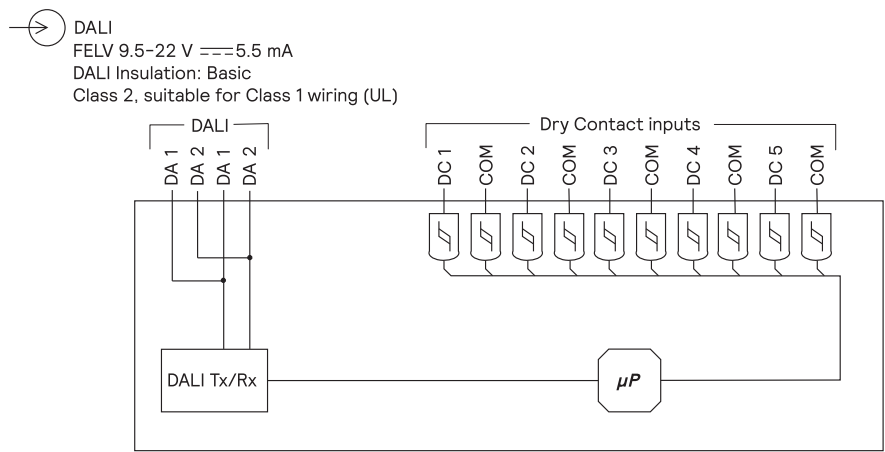 DALI
FELV 9.5–22 V ⎓ 5.5 mA
DALI Insulation: Basic
Class 2, suitable for Class 1 wiring (UL)
DALI
Dry Contact inputs
DA 1
DA 2
DA 1
DA 2
DC 1
COM
DC 2
COM
DC 3
COM
DC 4
COM
DC 5
COM
DALI Tx/Rx
µP